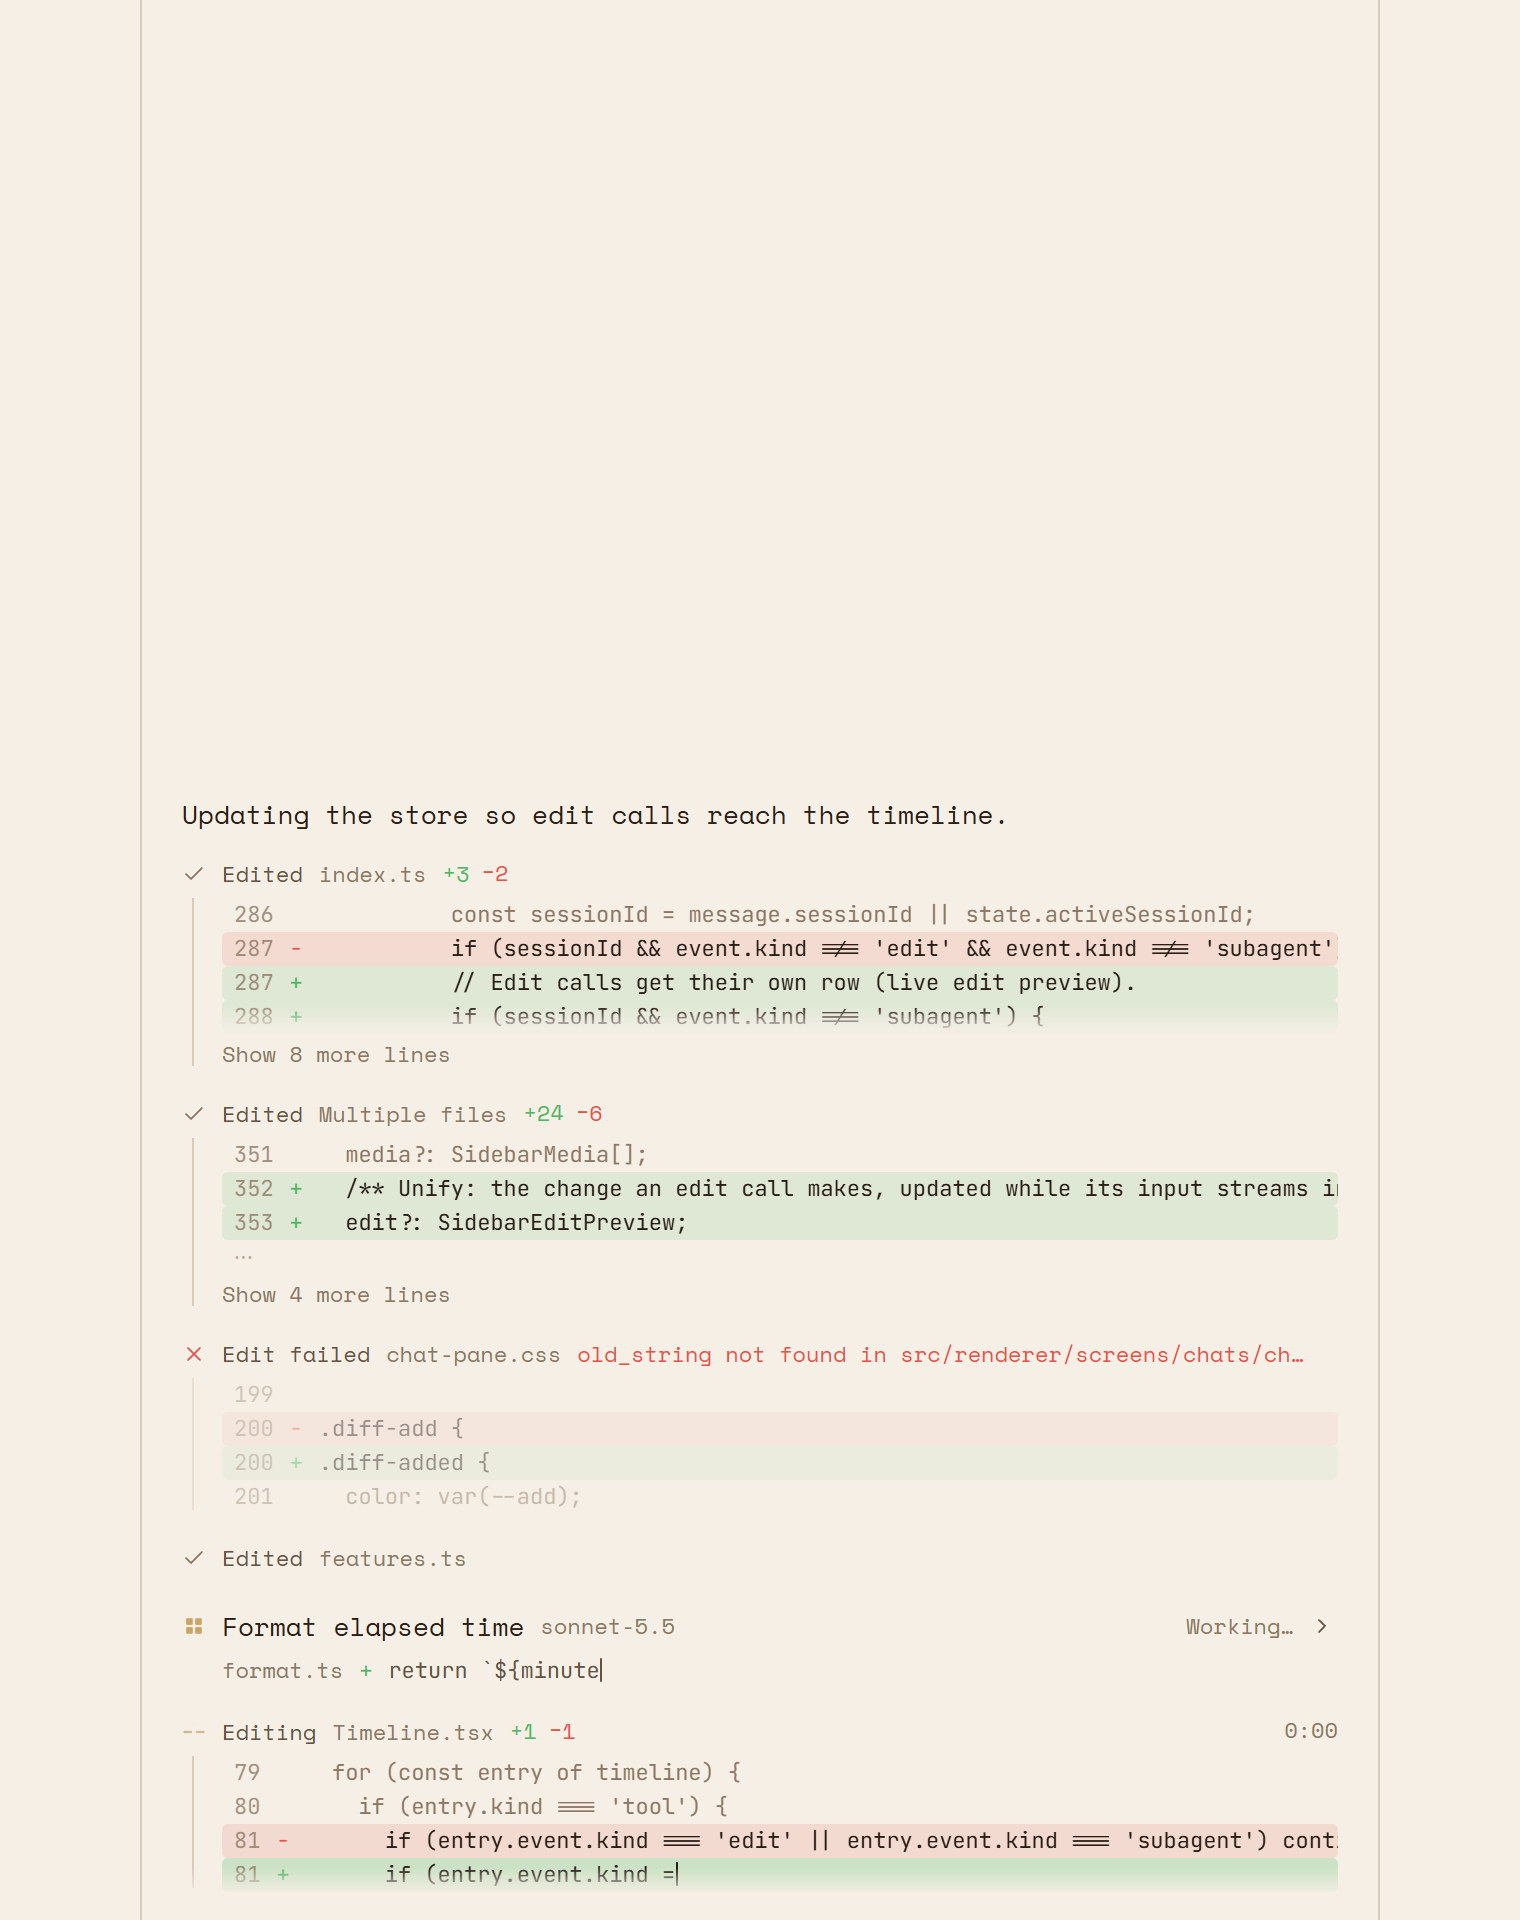 Updating the store so edit calls reach the timeline.
Edited index.ts +3 -2
286 const sessionId = message.sessionId || state.activeSessionId;
287 - if (sessionId && event.kind !== 'edit' && event.kind !== 'subagent'
287 + // Edit calls get their own row (live edit preview).
288 + if (sessionId && event.kind !== 'subagent') {
Show 8 more lines
Edited Multiple files +24 -6
351 media?: SidebarMedia[];
352 + /** Unify: the change an edit call makes, updated while its input streams i
353 + edit?: SidebarEditPreview;
…
Show 4 more lines
Edit failed chat-pane.css old_string not found in src/renderer/screens/chats/ch…
199
200 - .diff-add {
200 + .diff-added {
201 color: var(--add);
Edited features.ts
Format elapsed time sonnet-5.5 Working…
format.ts + return `${minute
-- Editing Timeline.tsx +1 -1 0:00
79 for (const entry of timeline) {
80 if (entry.kind === 'tool') {
81 - if (entry.event.kind === 'edit' || entry.event.kind === 'subagent') cont
81 + if (entry.event.kind =